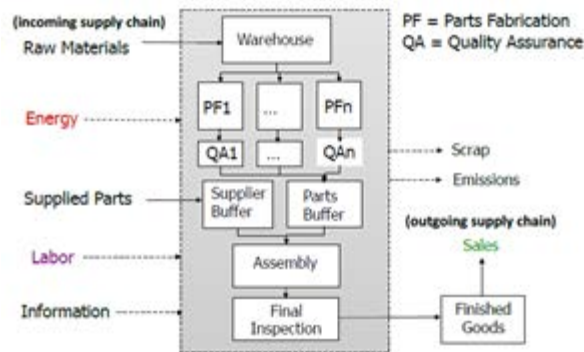 (incoming supply chain)
Raw Materials
Warehouse
PF = Parts Fabrication
QA = Quality Assurance
Energy
PF1
...
PFn
QA1
...
QAn
Scrap
Emissions
Supplied Parts
Supplier
Buffer
Parts
Buffer
(outgoing supply chain)
Sales
Labor
Assembly
Information
Final
Inspection
Finished
Goods